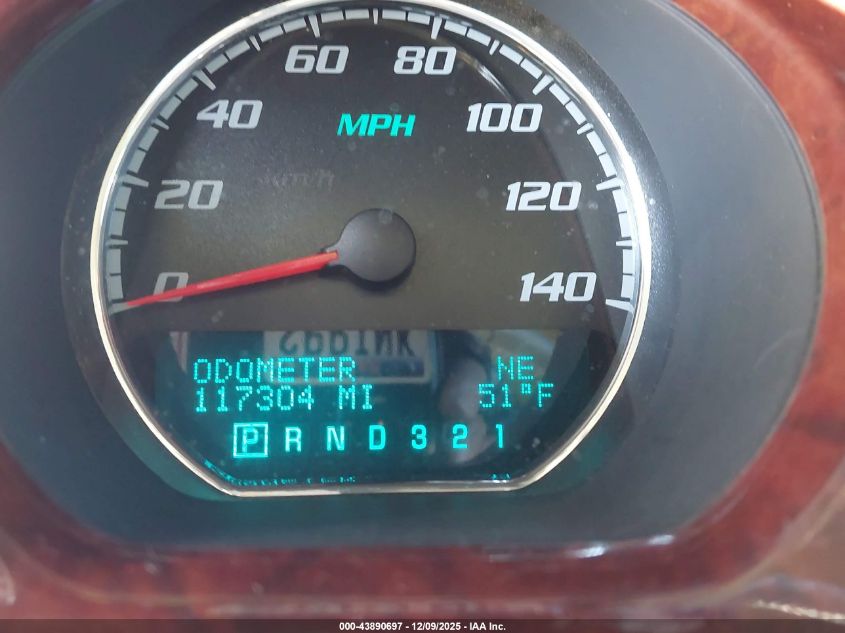 60 80
40 MPH 100
km/h
20 120
0 140
ODOMETER NE
117304 MI 51°F
P R N D 3 2 1
000-43890697 - 12/09/2025 - IAA Inc.